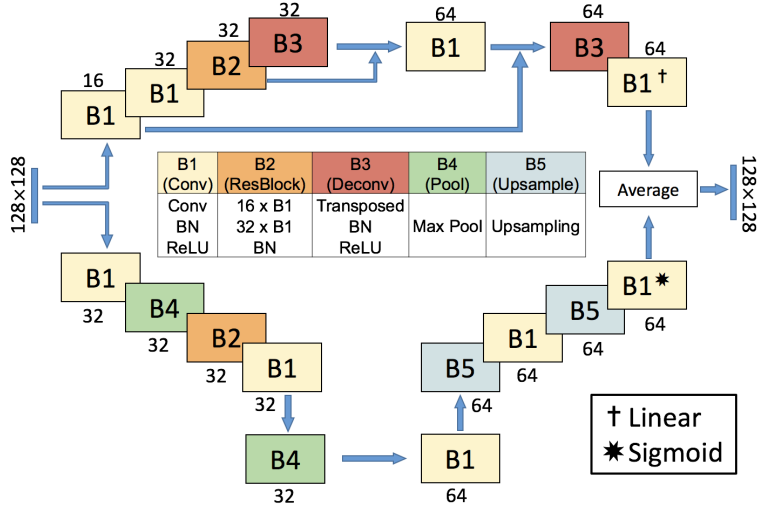 32
B3
32
B2
32
B1
16
B1
64
B1
64
B3
64
B1 †
128×128
B1 B2 B3 B4 B5
(Conv) (ResBlock) (Deconv) (Pool) (Upsample)
Conv 16 x B1 Transposed
BN 32 x B1 BN Max Pool Upsampling
ReLU BN ReLU
Average
128×128
B1
32
B4
32
B2
32
B1
32
B4
32
B1
64
B5
64
B1
64
B5
64
B1✷
64
† Linear
✷ Sigmoid